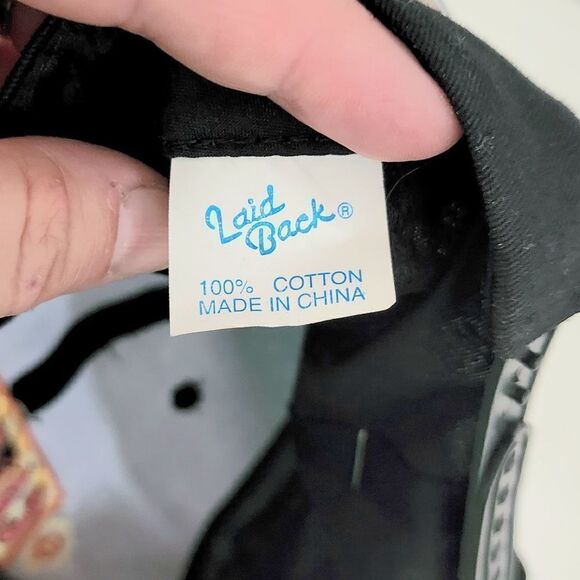 Laid
Back ®
100% COTTON
MADE IN CHINA